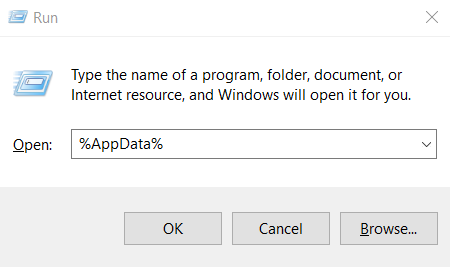 Run
Type the name of a program, folder, document, or
Internet resource, and Windows will open it for you.
Open: %AppData%
OK Cancel Browse...